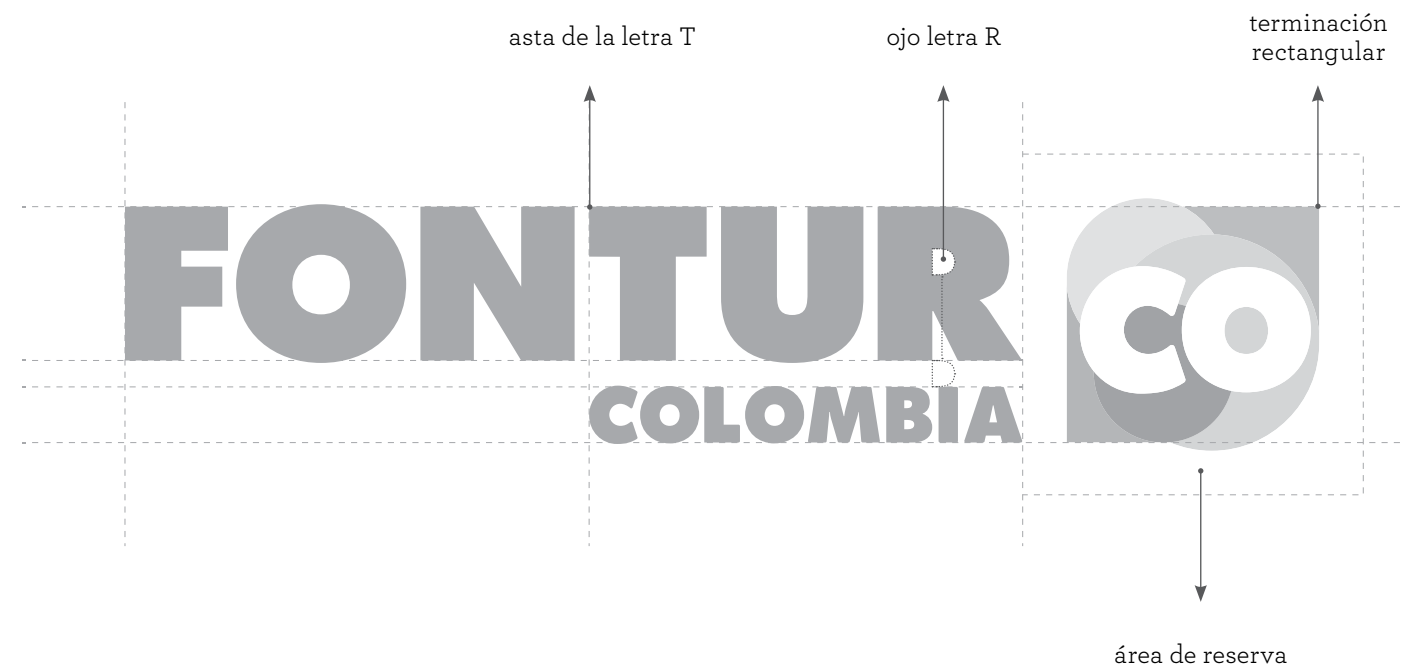 asta de la letra T
ojo letra R
terminación
rectangular
FONTUR
COLOMBIA
CO
área de reserva